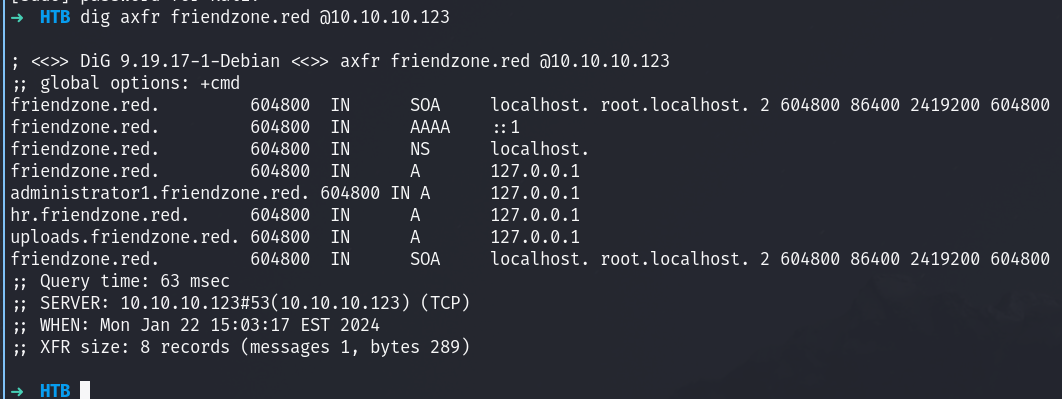 ➜ HTB dig axfr friendzone.red @10.10.10.123
; <<>> DiG 9.19.17-1-Debian <<>> axfr friendzone.red @10.10.10.123
;; global options: +cmd
friendzone.red. 604800 IN SOA localhost. root.localhost. 2 604800 86400 2419200 604800
friendzone.red. 604800 IN AAAA ::1
friendzone.red. 604800 IN NS localhost.
friendzone.red. 604800 IN A 127.0.0.1
administrator1.friendzone.red. 604800 IN A 127.0.0.1
hr.friendzone.red. 604800 IN A 127.0.0.1
uploads.friendzone.red. 604800 IN A 127.0.0.1
friendzone.red. 604800 IN SOA localhost. root.localhost. 2 604800 86400 2419200 604800
;; Query time: 63 msec
;; SERVER: 10.10.10.123#53(10.10.10.123) (TCP)
;; WHEN: Mon Jan 22 15:03:17 EST 2024
;; XFR size: 8 records (messages 1, bytes 289)
➜ HTB